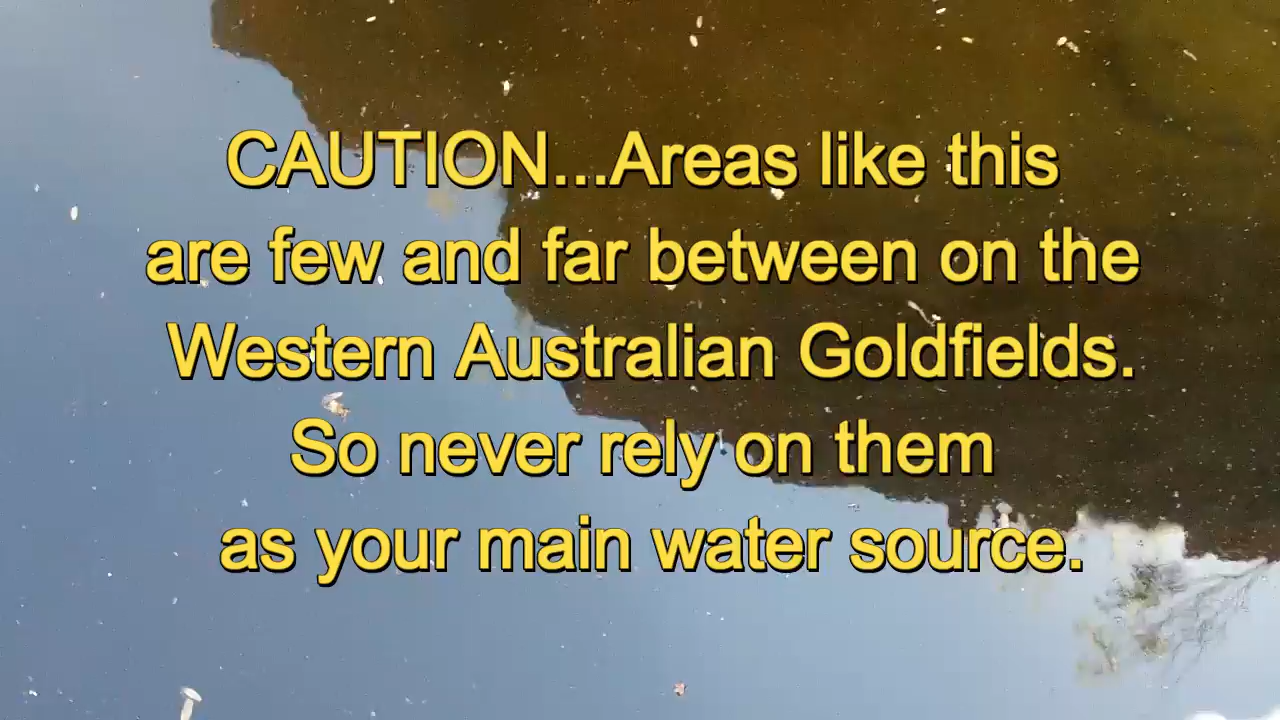 CAUTION...Areas like this
are few and far between on the
Western Australian Goldfields.
So never rely on them
as your main water source.